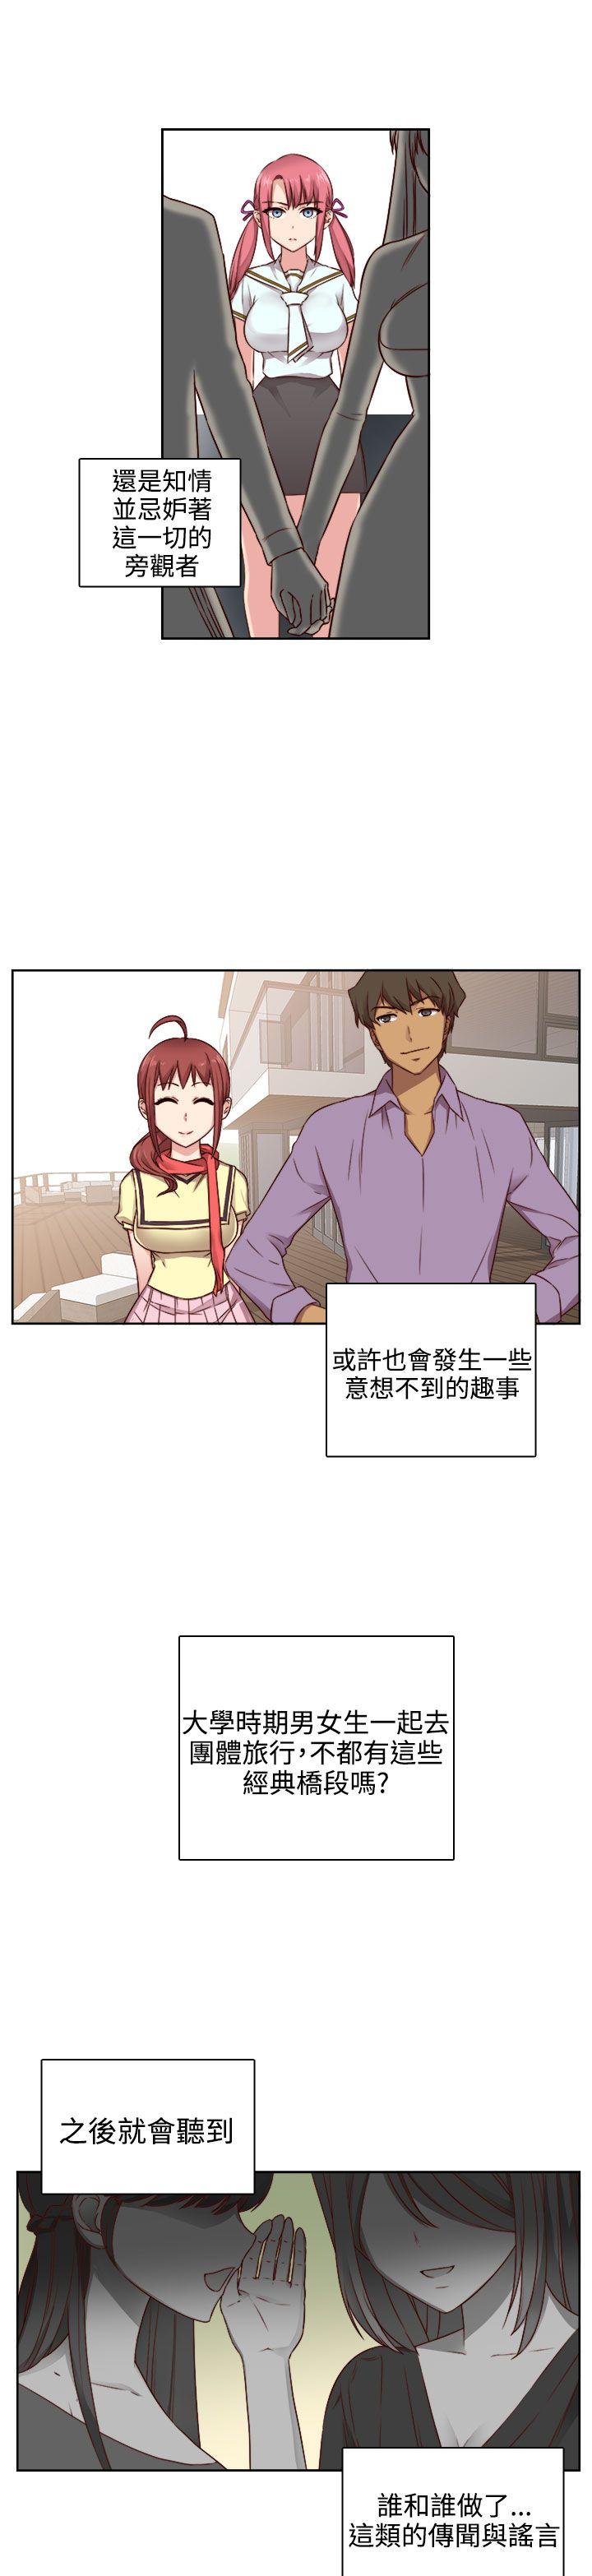 還是知情
並忌妒著
這一切的
旁觀者
或許也會發生一些
意想不到的趣事
大學時期男女生一起去
團體旅行,不都有這些
經典橋段嗎?
之後就會聽到
誰和誰做了...
這類的傳聞與謠言